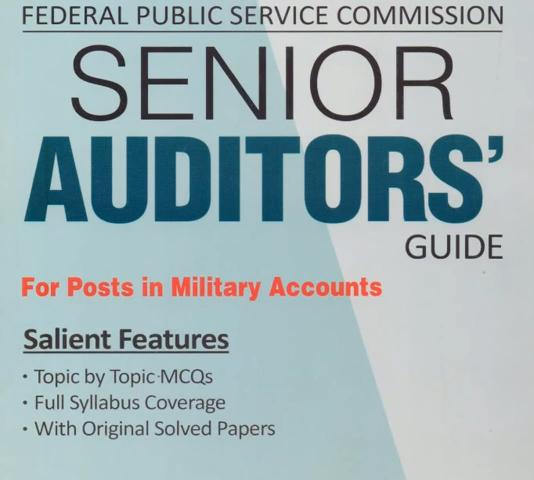 FEDERAL PUBLIC SERVICE COMMISSION
SENIOR
AUDITORS’
GUIDE
For Posts in Military Accounts
Salient Features
• Topic by Topic MCQs
• Full Syllabus Coverage
• With Original Solved Papers